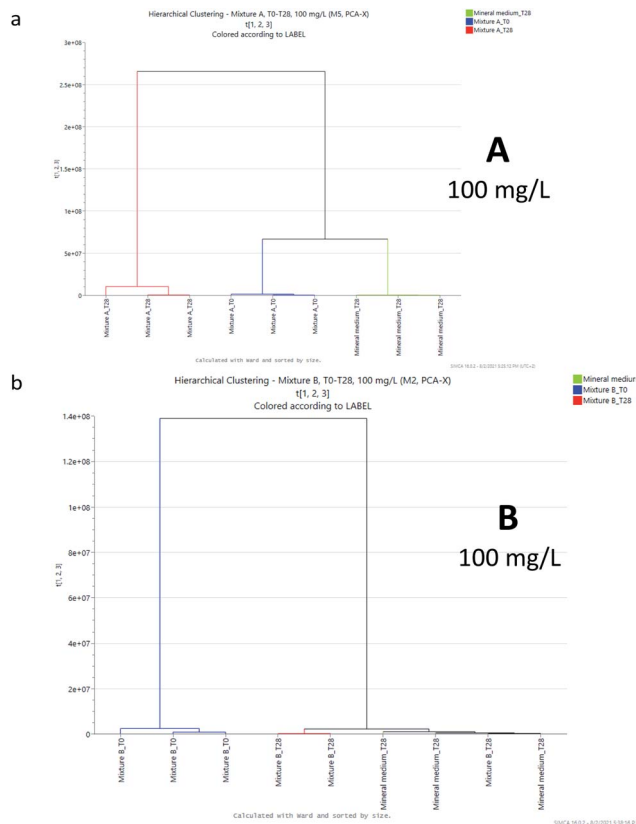 a
Hierarchical Clustering - Mixture A, T0-T28, 100 mg/L (M5, PCA-X)
t[1, 2, 3]
Colored according to LABEL
Mineral medium_T28
Mixture A_T0
Mixture A_T28
3e+08
2.5e+08
2e+08
1.5e+08
1e+08
5e+07
0
t[1, 2, 3]
A
100 mg/L
Mixture A_T28
Mixture A_T28
Mixture A_T28
Mixture A_T0
Mixture A_T0
Mixture A_T0
Mineral medium_T28
Mineral medium_T28
Mineral medium_T28
Calculated with Ward and sorted by size.
b
Hierarchical Clustering - Mixture B, T0-T28, 100 mg/L (M2, PCA-X)
t[1, 2, 3]
Colored according to LABEL
Mineral mediur
Mixture B_T0
Mixture B_T28
1.4e+08
1.2e+08
1e+08
8e+07
6e+07
4e+07
2e+07
0
t[1, 2, 3]
B
100 mg/L
Mixture B_T0
Mixture B_T0
Mixture B_T0
Mixture B_T28
Mixture B_T28
Mineral medium_T28
Mineral medium_T28
Mixture B_T28
Mineral medium_T28
Calculated with Ward and sorted by size.